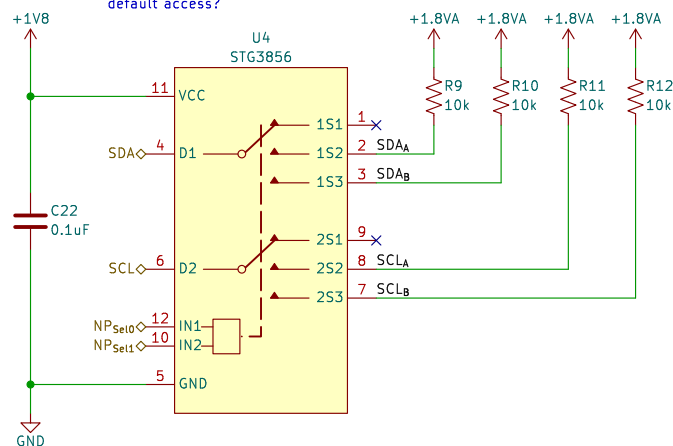 default access?
+1V8
+1.8VA
+1.8VA
+1.8VA
+1.8VA
U4
STG3856
R9
10k
R10
10k
R11
10k
R12
10k
11
VCC
1S1
1
SDA
4
D1
1S2
2
SDAA
1S3
3
SDAB
C22
0.1uF
2S1
9
SCL
6
D2
2S2
8
SCLA
2S3
7
SCLB
NPSel0
12
IN1
NPSel1
10
IN2
5
GND
GND